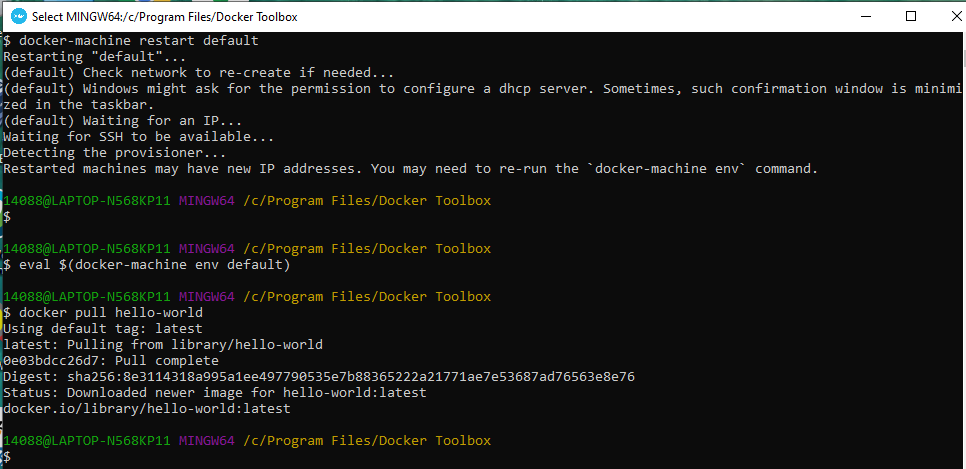 Select MINGW64:/c/Program Files/Docker Toolbox
$ docker-machine restart default
Restarting "default"...
(default) Check network to re-create if needed...
(default) Windows might ask for the permission to configure a dhcp server. Sometimes, such confirmation window is minimi
zed in the taskbar.
(default) Waiting for an IP...
Waiting for SSH to be available...
Detecting the provisioner...
Restarted machines may have new IP addresses. You may need to re-run the `docker-machine env` command.
14088@LAPTOP-N568KP11 MINGW64 /c/Program Files/Docker Toolbox
$
14088@LAPTOP-N568KP11 MINGW64 /c/Program Files/Docker Toolbox
$ eval $(docker-machine env default)
14088@LAPTOP-N568KP11 MINGW64 /c/Program Files/Docker Toolbox
$ docker pull hello-world
Using default tag: latest
latest: Pulling from library/hello-world
0e03bdcc26d7: Pull complete
Digest: sha256:8e3114318a995a1ee497790535e7b88365222a21771ae7e53687ad76563e8e76
Status: Downloaded newer image for hello-world:latest
docker.io/library/hello-world:latest
14088@LAPTOP-N568KP11 MINGW64 /c/Program Files/Docker Toolbox
$